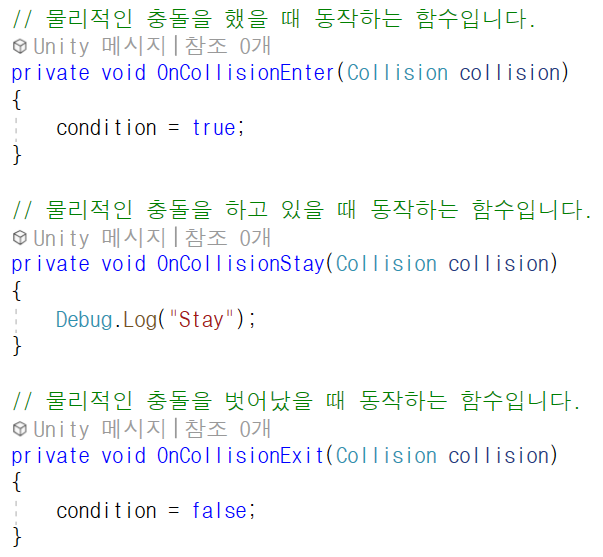 // 물리적인 충돌을 했을 때 동작하는 함수입니다.
Unity 메시지 | 참조 0개
private void OnCollisionEnter(Collision collision)
{
    condition = true;
}
// 물리적인 충돌을 하고 있을 때 동작하는 함수입니다.
Unity 메시지 | 참조 0개
private void OnCollisionStay(Collision collision)
{
    Debug.Log("Stay");
}
// 물리적인 충돌을 벗어났을 때 동작하는 함수입니다.
Unity 메시지 | 참조 0개
private void OnCollisionExit(Collision collision)
{
    condition = false;
}